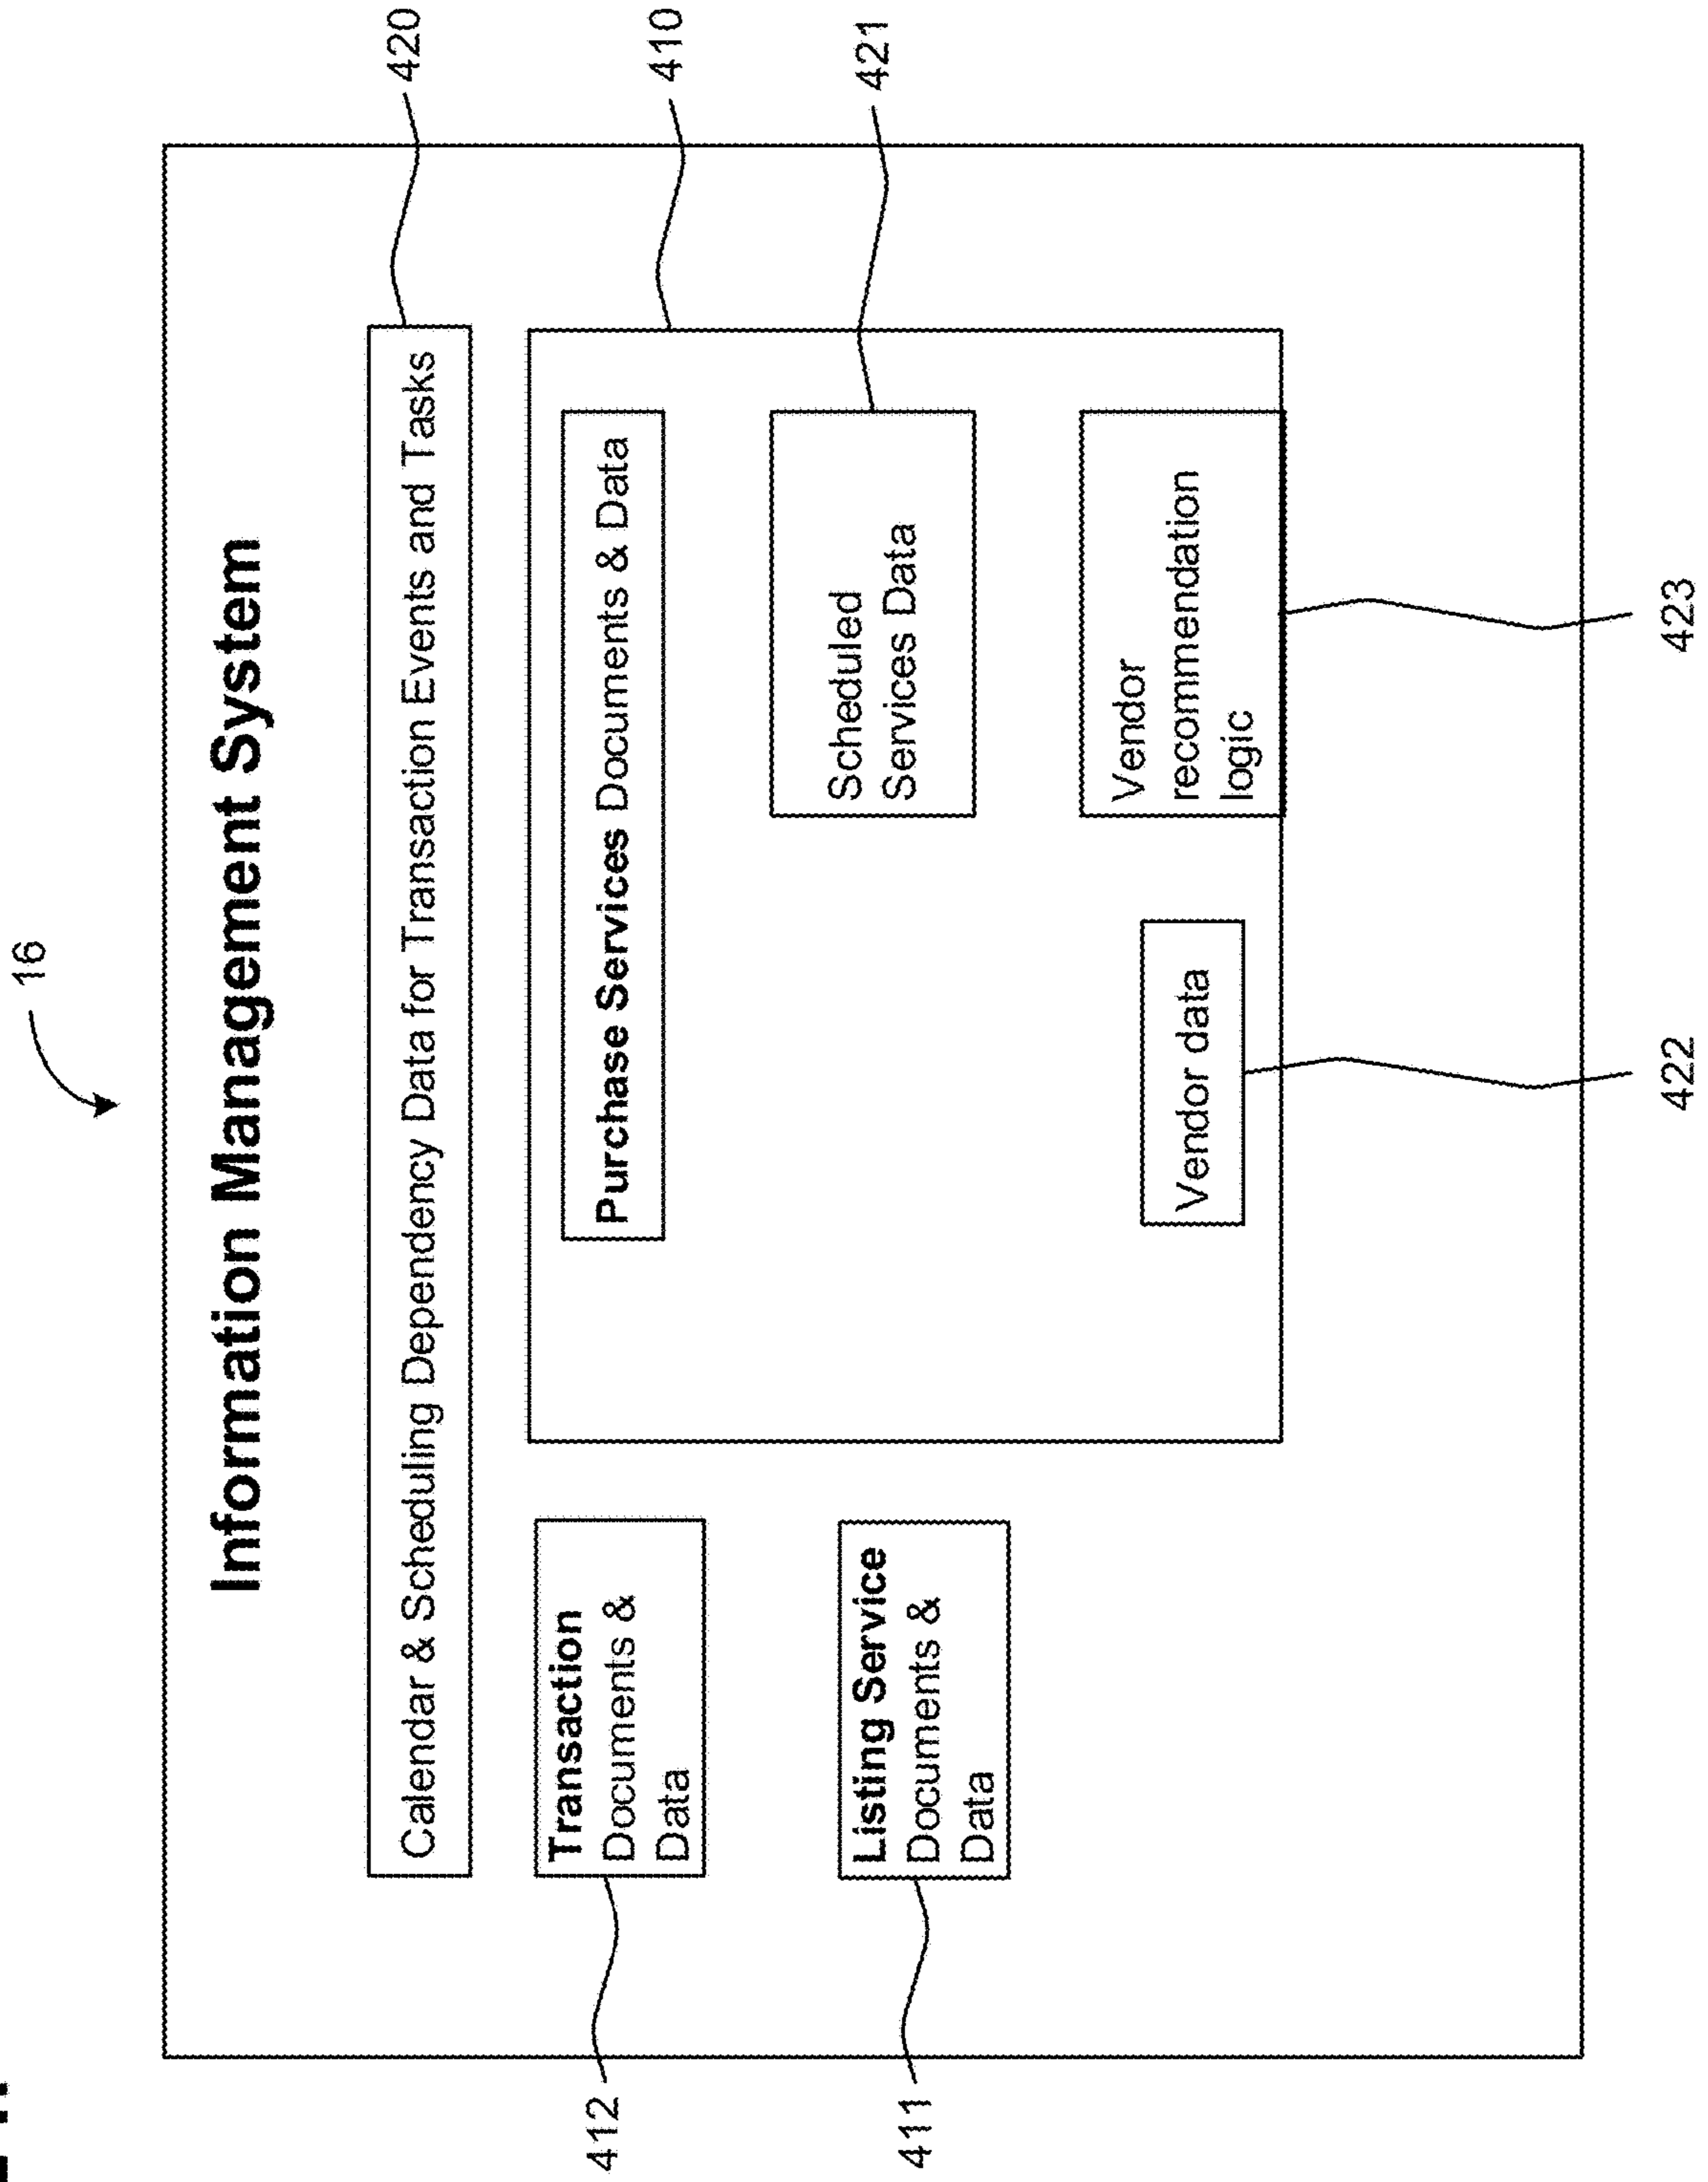 16
Information Management System
Calendar & Scheduling Dependency Data for Transaction Events and Tasks
420
412
Transaction
Documents &
Data
Purchase Services Documents & Data
410
411
Listing Service
Documents &
Data
Scheduled
Services Data
421
Vendor data
Vendor
recommendation
logic
422
423